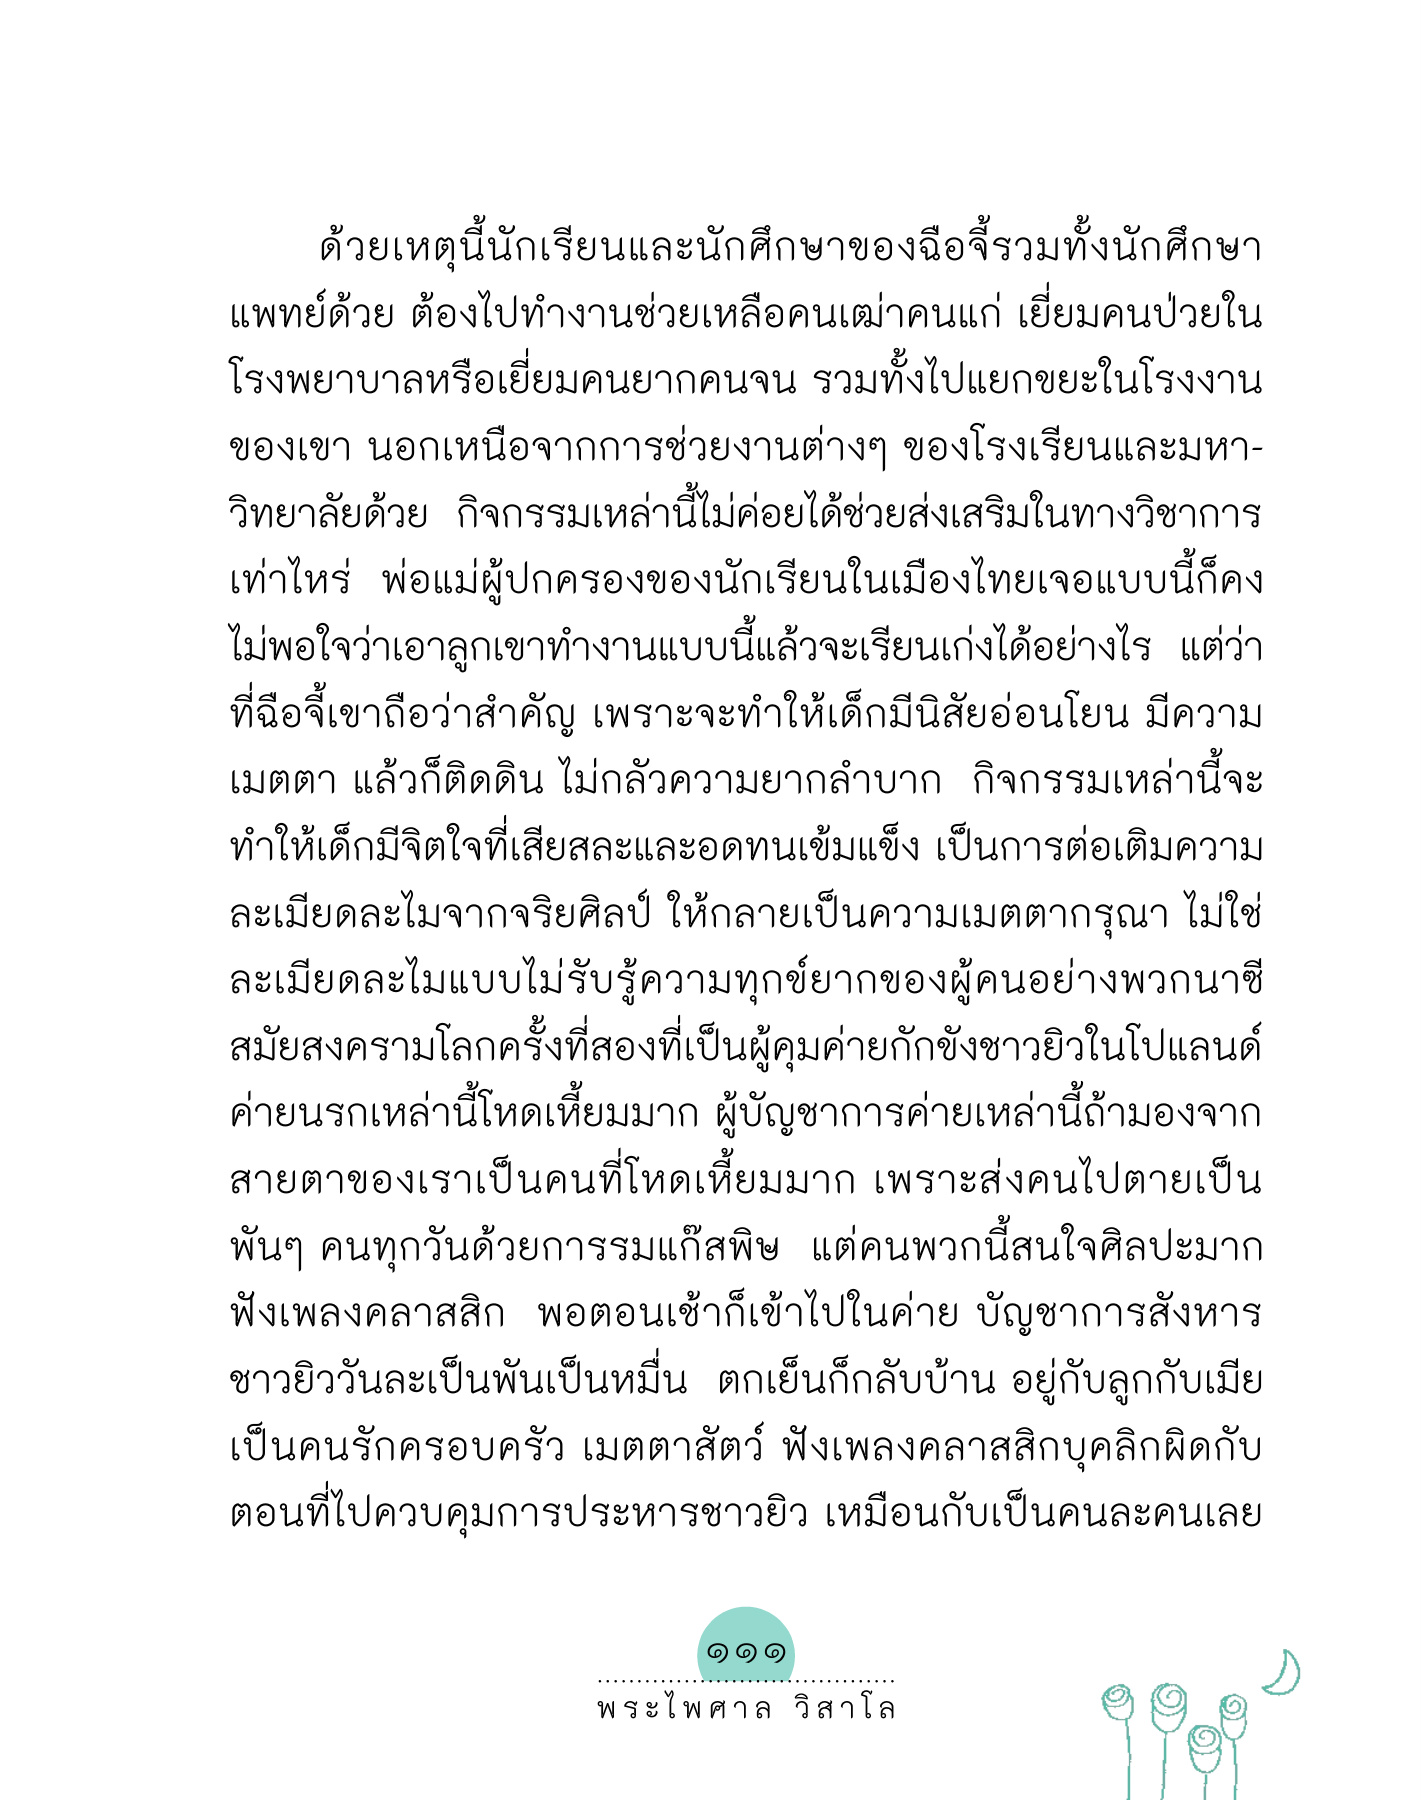 ด้วยเหตุนี้นักเรียนและนักศึกษาของฉือจี้รวมทั้งนักศึกษา
แพทย์ด้วย ต้องไปทำงานช่วยเหลือคนเฒ่าคนแก่ เยี่ยมคนป่วยใน
โรงพยาบาลหรือเยี่ยมคนยากคนจน รวมทั้งไปแยกขยะในโรงงาน
ของเขา นอกเหนือจากการช่วยงานต่างๆ ของโรงเรียนและมหา-
วิทยาลัยด้วย กิจกรรมเหล่านี้ไม่ค่อยได้ช่วยส่งเสริมในทางวิชาการ
เท่าไหร่ พ่อแม่ผู้ปกครองของนักเรียนในเมืองไทยเจอแบบนี้ก็คง
ไม่พอใจว่าเอาลูกเขาทำงานแบบนี้แล้วจะเรียนเก่งได้อย่างไร แต่ว่า
ที่ฉือจี้เขาถือว่าสำคัญ เพราะจะทำให้เด็กมีนิสัยอ่อนโยน มีความ
เมตตา แล้วก็ติดดิน ไม่กลัวความยากลำบาก กิจกรรมเหล่านี้จะ
ทำให้เด็กมีจิตใจที่เสียสละและอดทนเข้มแข็ง เป็นการต่อเติมความ
ละเมียดละไมจากจริยศิลป์ ให้กลายเป็นความเมตตากรุณา ไม่ใช่
ละเมียดละไมแบบไม่รับรู้ความทุกข์ยากของผู้คนอย่างพวกนาซี
สมัยสงครามโลกครั้งที่สองที่เป็นผู้คุมค่ายกักขังชาวยิวในโปแลนด์
ค่ายนรกเหล่านี้โหดเหี้ยมมาก ผู้บัญชาการค่ายเหล่านี้ถ้ามองจาก
สายตาของเราเป็นคนที่โหดเหี้ยมมาก เพราะส่งคนไปตายเป็น
พันๆ คนทุกวันด้วยการรมแก๊สพิษ แต่คนพวกนี้สนใจศิลปะมาก
ฟังเพลงคลาสสิก พอตอนเช้าก็เข้าไปในค่าย บัญชาการสังหาร
ชาวยิววันละเป็นพันเป็นหมื่น ตกเย็นก็กลับบ้าน อยู่กับลูกกับเมีย
เป็นคนรักครอบครัว เมตตาสัตว์ ฟังเพลงคลาสสิกบุคลิกผิดกับ
ตอนที่ไปควบคุมการประหารชาวยิว เหมือนกับเป็นคนละคนเลย
๑๑๑
พระไพศาล วิสาโล